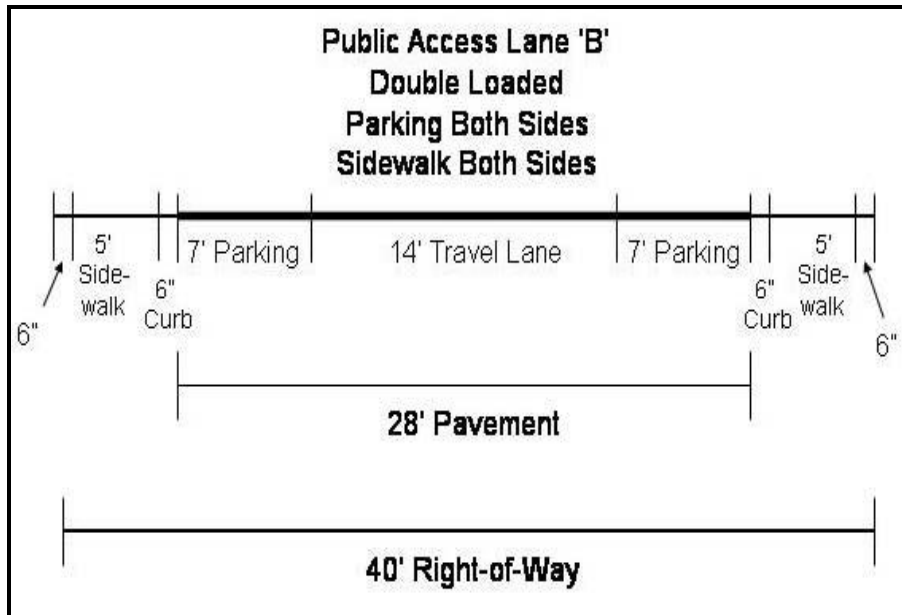 Public Access Lane 'B'
Double Loaded
Parking Both Sides
Sidewalk Both Sides
6"
5'
Side-
walk
6"
Curb
7' Parking
14' Travel Lane
7' Parking
6"
Curb
5'
Side-
walk
6"
28' Pavement
40' Right-of-Way